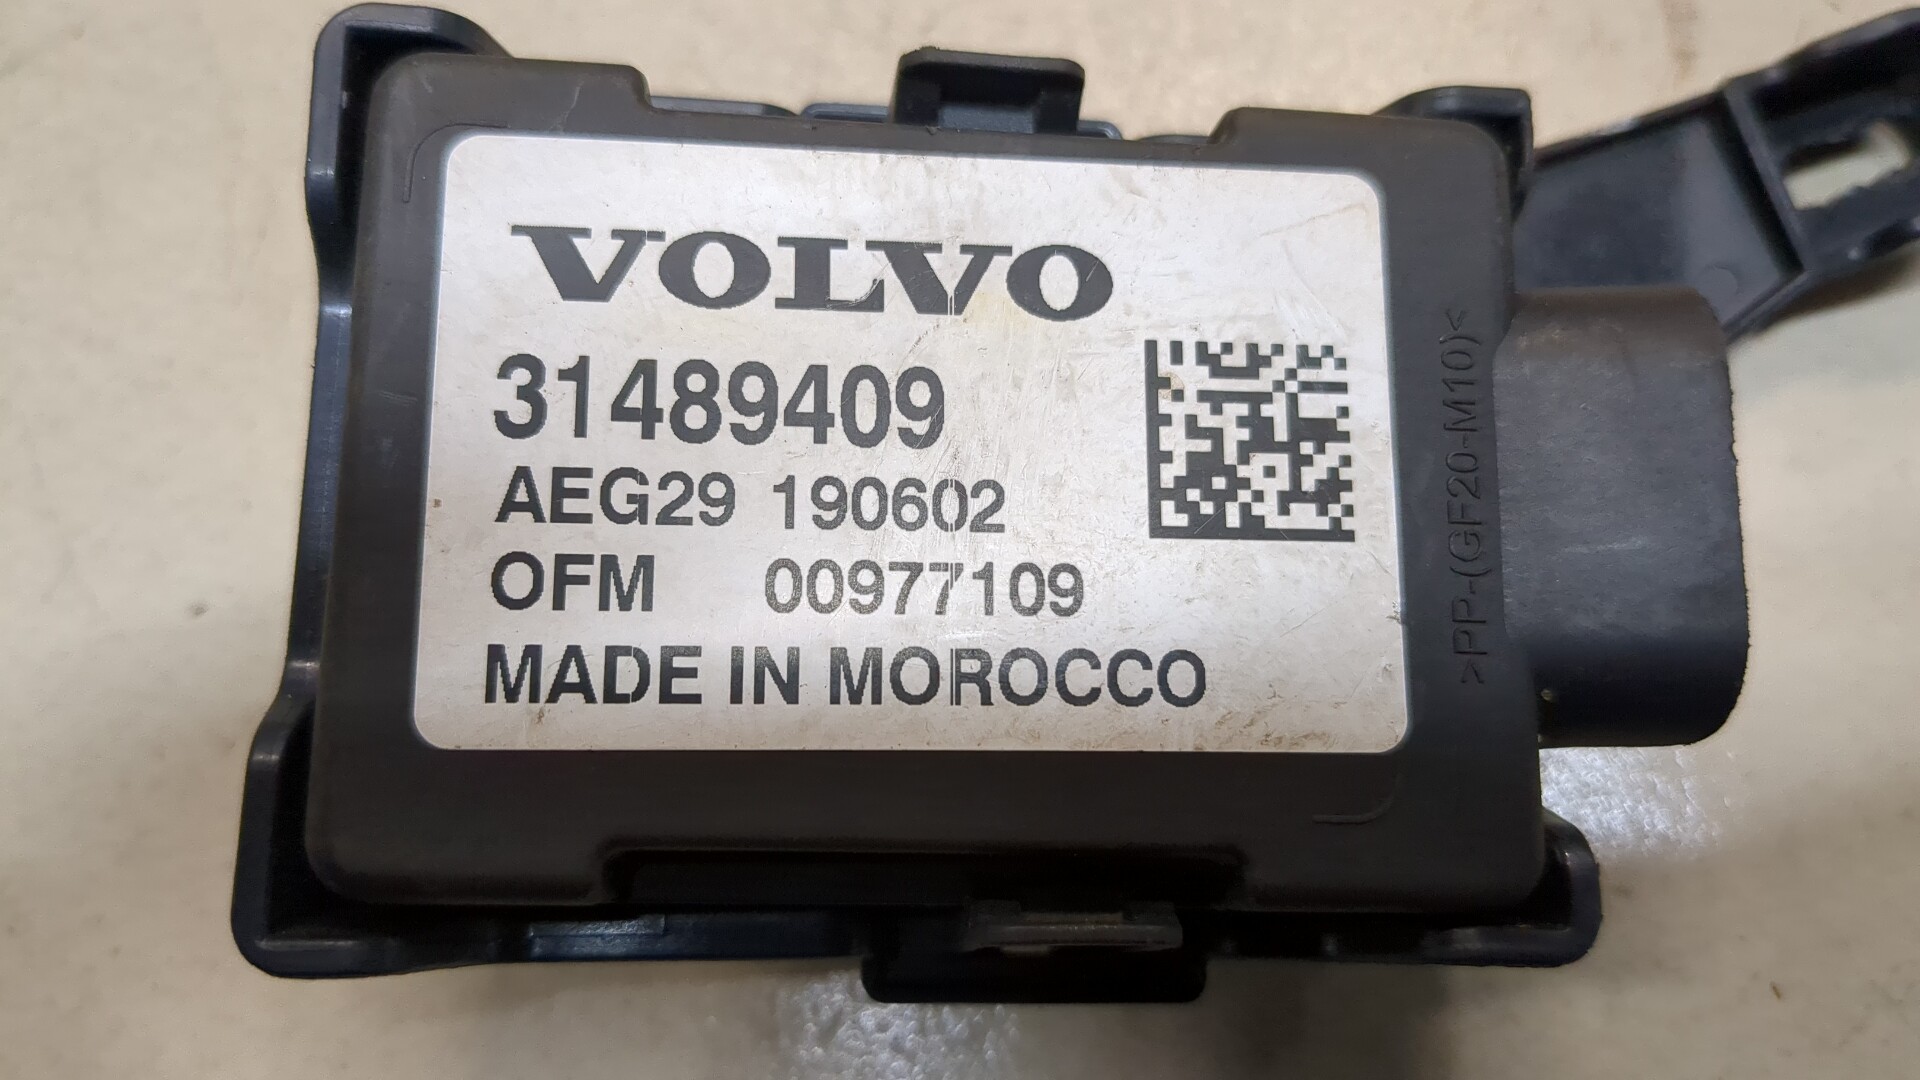 VOLVO
31489409
AEG29 190602
OFM 00977109
MADE IN MOROCCO
>PP-(GF20-M10)<